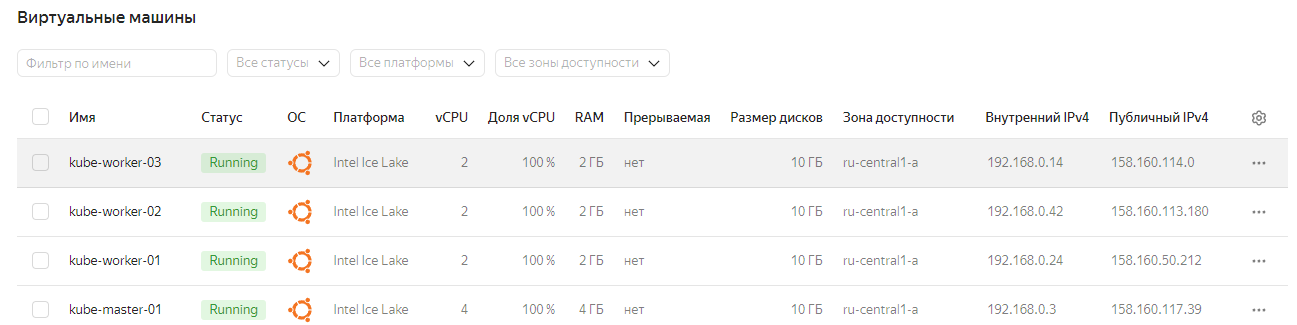 Виртуальные машины
Фильтр по имени Все статусы Все платформы Все зоны доступности
Имя Статус ОС Платформа vCPU Доля vCPU RAM Прерываемая Размер дисков Зона доступности Внутренний IPv4 Публичный IPv4
kube-worker-03 Running Intel Ice Lake 2 100 % 2 ГБ нет 10 ГБ ru-central1-a 192.168.0.14 158.160.114.0
kube-worker-02 Running Intel Ice Lake 2 100 % 2 ГБ нет 10 ГБ ru-central1-a 192.168.0.42 158.160.113.180
kube-worker-01 Running Intel Ice Lake 2 100 % 2 ГБ нет 10 ГБ ru-central1-a 192.168.0.24 158.160.50.212
kube-master-01 Running Intel Ice Lake 4 100 % 4 ГБ нет 10 ГБ ru-central1-a 192.168.0.3 158.160.117.39